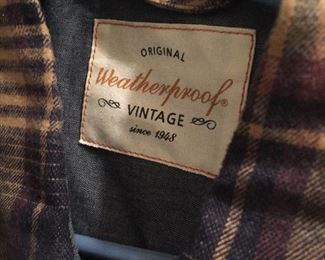 ORIGINAL
Weatherproof®
VINTAGE
since 1948